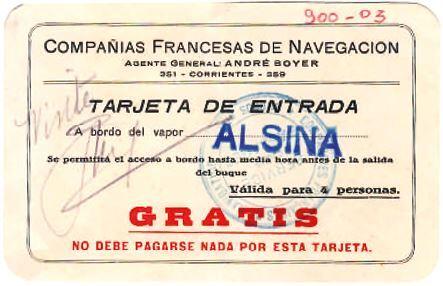 900-03
COMPAÑIAS FRANCESAS DE NAVEGACION
AGENTE GENERAL: ANDRÉ BOYER
351 - CORRIENTES - 359
TARJETA DE ENTRADA
A bordo del vapor ALSINA
Se permitirá el acceso a bordo hasta media hora antes de la salida
del buque
Válida para 4 personas.
GRATIS
NO DEBE PAGARSE NADA POR ESTA TARJETA.